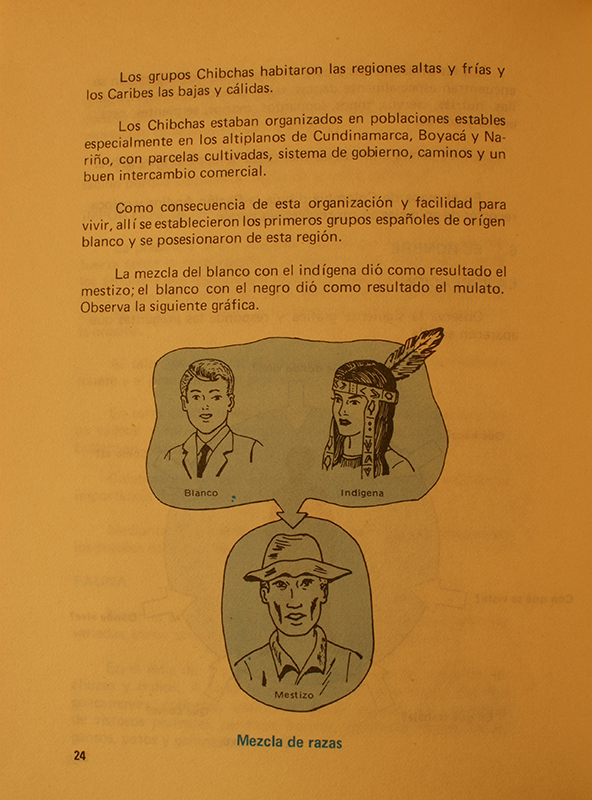 Los grupos Chibchas habitaron las regiones altas y frías y
los Caribes las bajas y cálidas.
Los Chibchas estaban organizados en poblaciones estables
especialmente en los altiplanos de Cundinamarca, Boyacá y Na-
riño, con parcelas cultivadas, sistema de gobierno, caminos y un
buen intercambio comercial.
Como consecuencia de esta organización y facilidad para
vivir, allí se establecieron los primeros grupos españoles de orígen
blanco y se posesionaron de esta región.
La mezcla del blanco con el indígena dió como resultado el
mestizo; el blanco con el negro dió como resultado el mulato.
Observa la siguiente gráfica.
Blanco
Indigena
Mestizo
Mezcla de razas
24